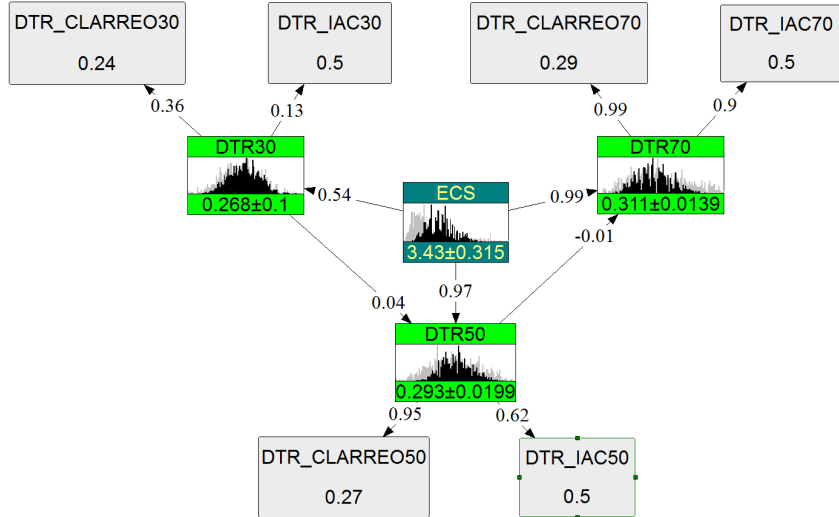 DTR_CLARREO30
0.24
DTR_IAC30
0.5
DTR_CLARREO70
0.29
DTR_IAC70
0.5
0.36
0.13
0.99
0.9
DTR30
0.268±0.1
DTR70
0.311±0.0139
0.54
ECS
3.43±0.315
0.99
-0.01
0.04
0.97
DTR50
0.293±0.0199
0.95
0.62
DTR_CLARREO50
0.27
DTR_IAC50
0.5